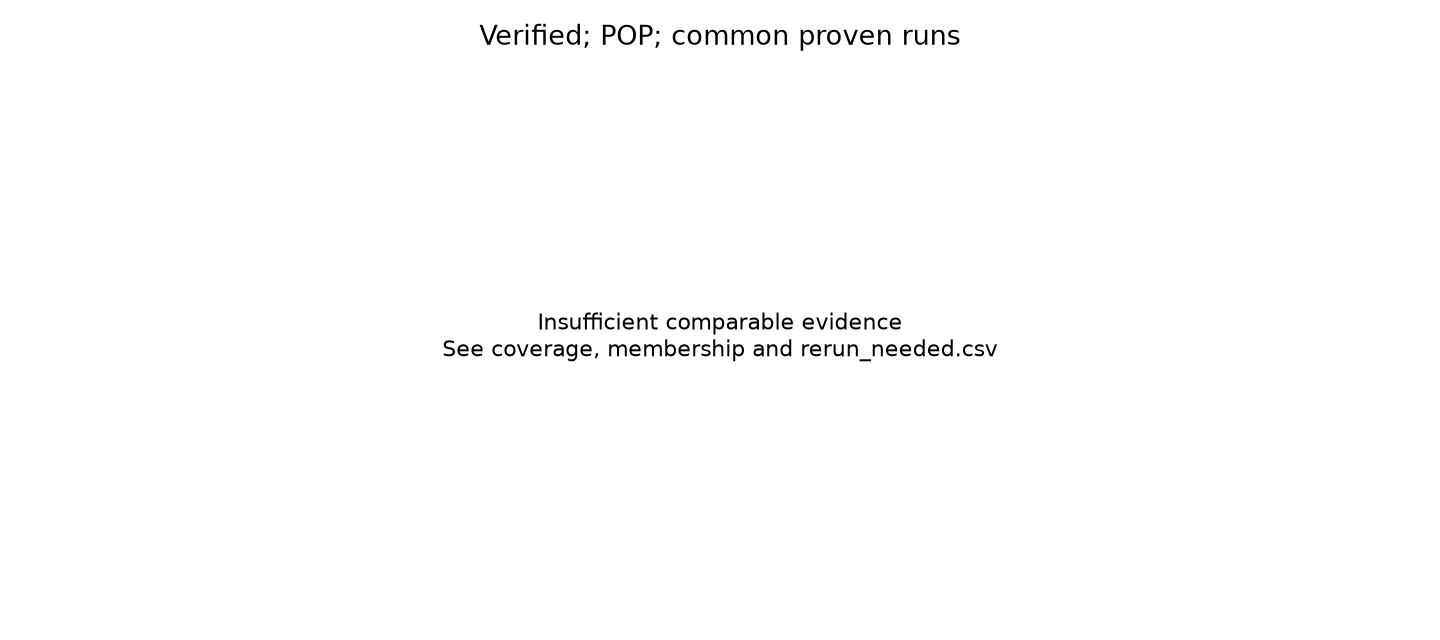 Verified; POP; common proven runs
Insufficient comparable evidence
See coverage, membership and rerun_needed.csv